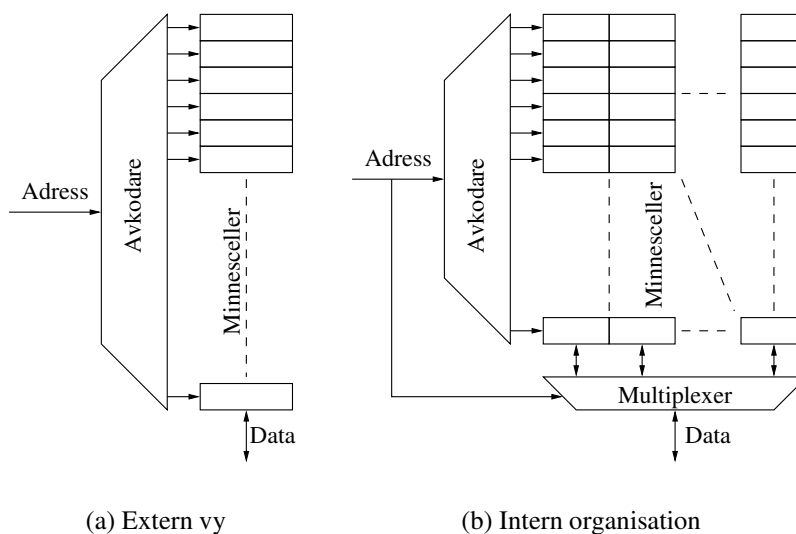 Adress
Avkodare
Minnesceller
Data
(a) Extern vy
Adress
Avkodare
Minnesceller
Multiplexer
Data
(b) Intern organisation